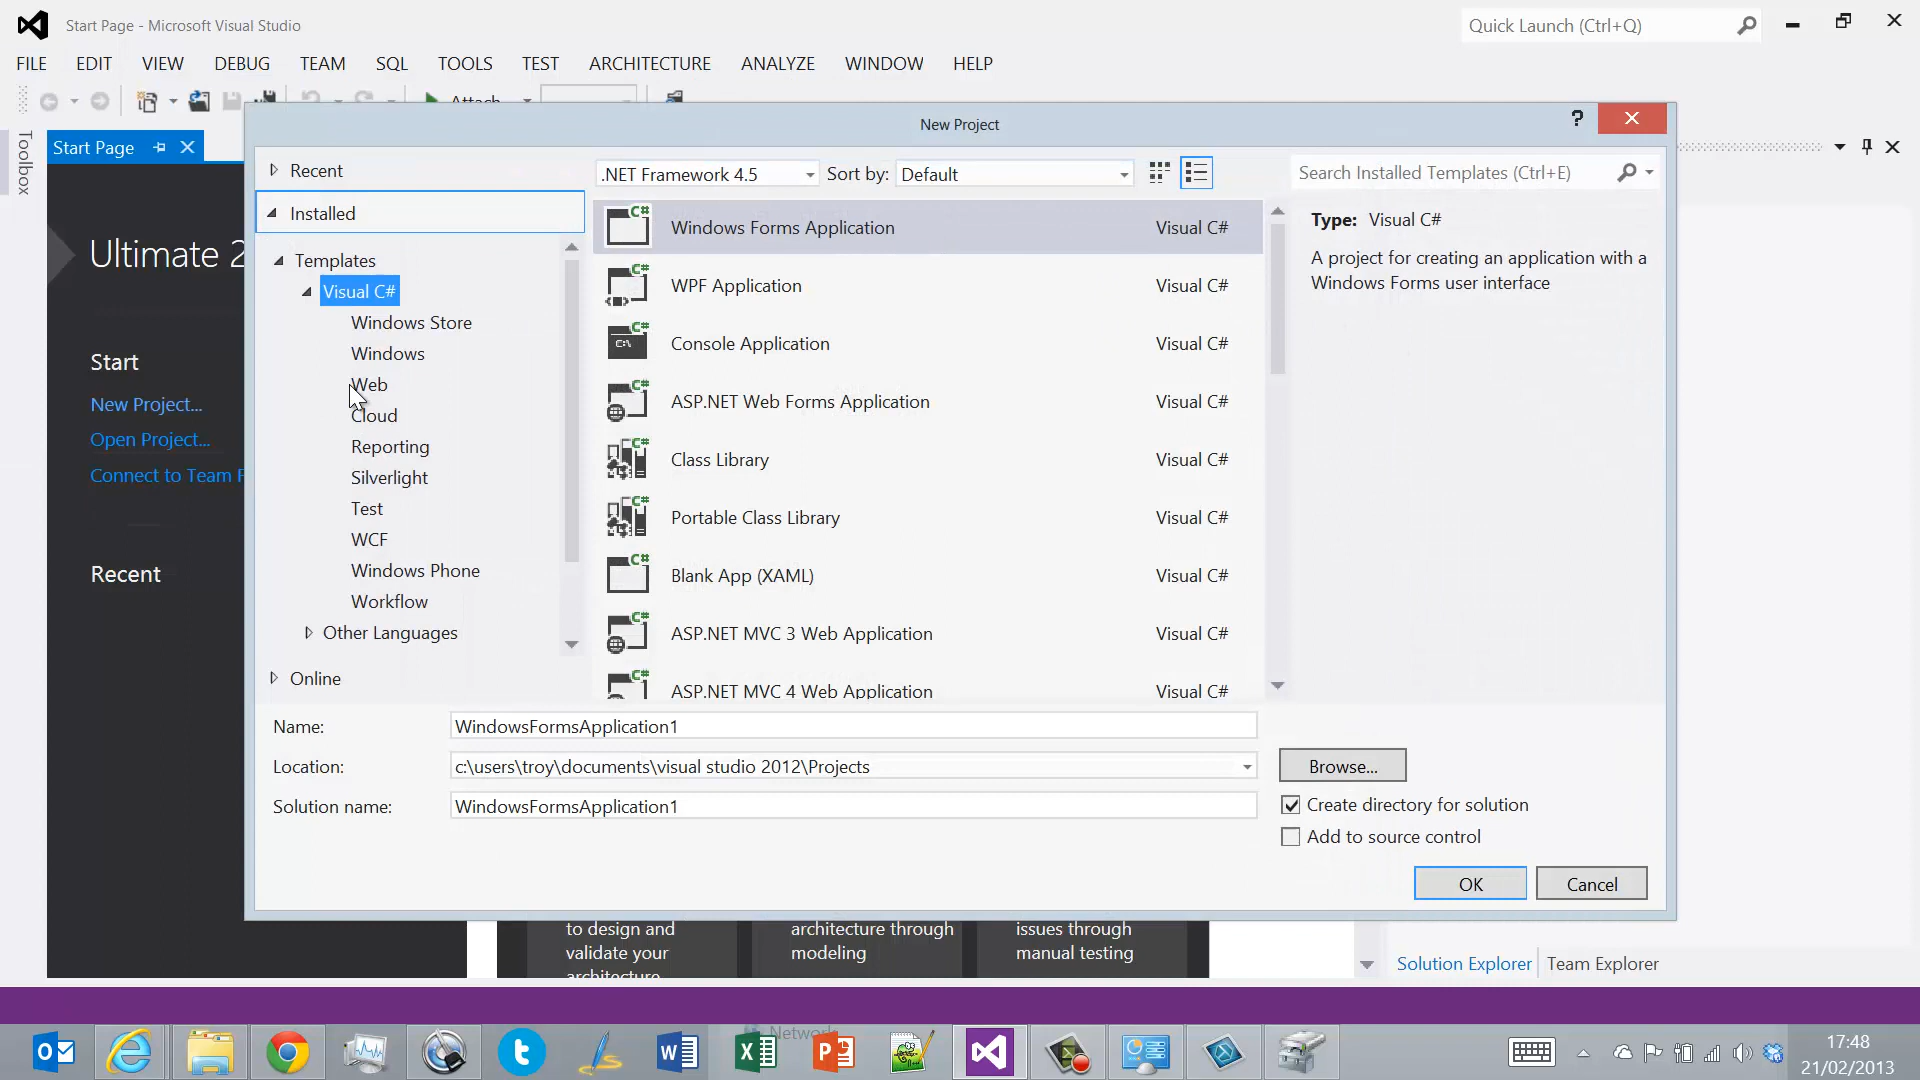 Start Page - Microsoft Visual Studio
Quick Launch (Ctrl+Q)
FILE EDIT VIEW DEBUG TEAM SQL TOOLS TEST ARCHITECTURE ANALYZE WINDOW HELP
Attach
New Project
?
Toolbox
Start Page
Ultimate 2
Start
New Project...
Open Project...
Connect to Team
Recent
Recent
Installed
Templates
Visual C#
Windows Store
Windows
Web
Cloud
Reporting
Silverlight
Test
WCF
Windows Phone
Workflow
Other Languages
Online
.NET Framework 4.5 Sort by: Default
Search Installed Templates (Ctrl+E)
Windows Forms Application Visual C#
WPF Application Visual C#
Console Application Visual C#
ASP.NET Web Forms Application Visual C#
Class Library Visual C#
Portable Class Library Visual C#
Blank App (XAML) Visual C#
ASP.NET MVC 3 Web Application Visual C#
ASP.NET MVC 4 Web Application Visual C#
Type: Visual C#
A project for creating an application with a
Windows Forms user interface
Name: WindowsFormsApplication1
Location: c:\users\troy\documents\visual studio 2012\Projects
Browse...
Solution name: WindowsFormsApplication1
Create directory for solution
Add to source control
OK Cancel
to design and
validate your
architecture
architecture through
modeling
issues through
manual testing
Solution Explorer Team Explorer
Network
17:48
21/02/2013